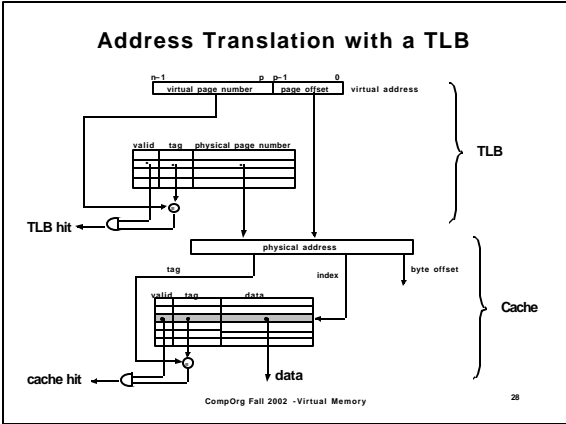 Address Translation with a TLB
n–1 p p–1 0
virtual page number page offset virtual address
valid tag physical page number
TLB
TLB hit
physical address
tag
index
byte offset
valid tag data
Cache
cache hit
data
CompOrg Fall 2002 - Virtual Memory
28